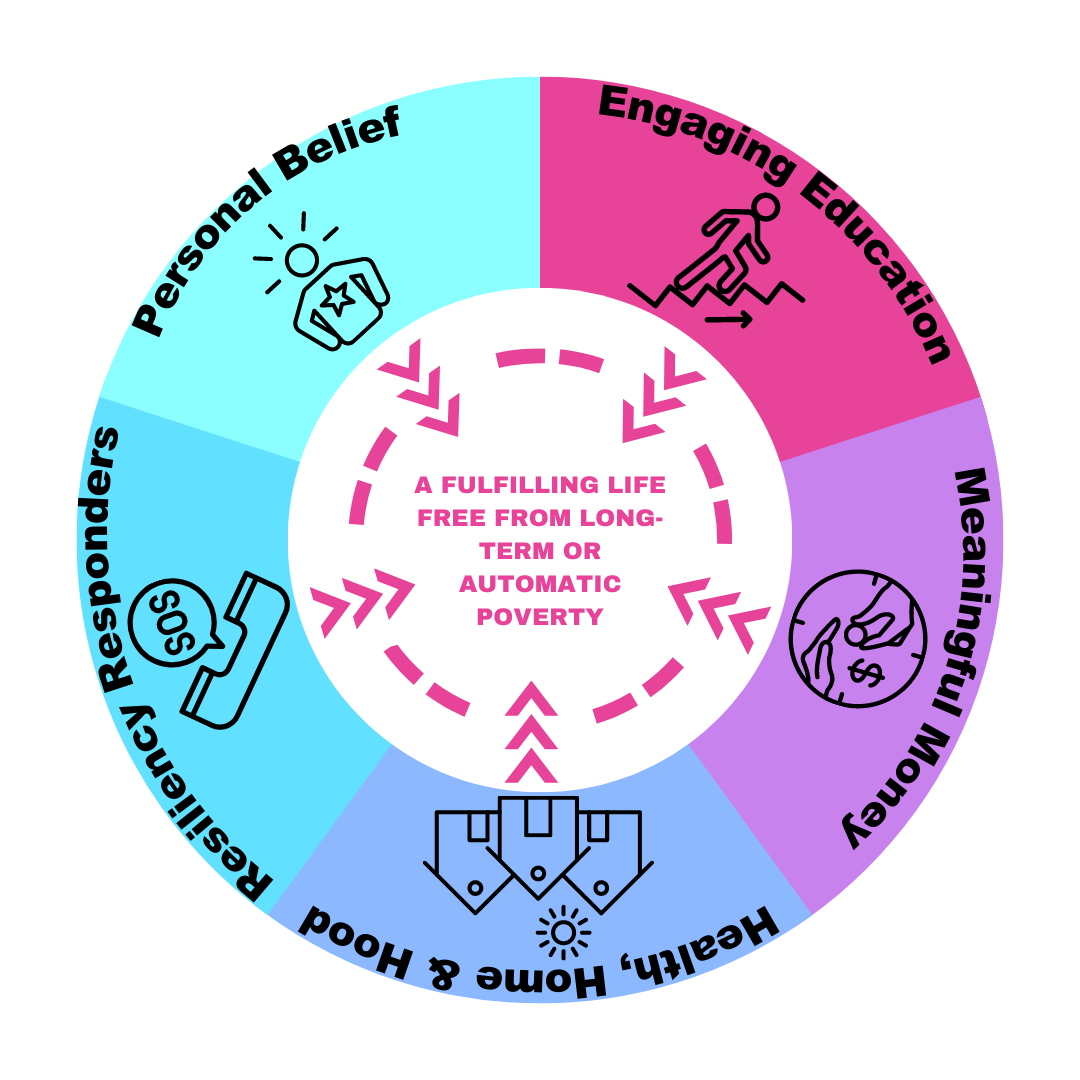 Personal Belief
Engaging Education
Meaningful Money
Health, Home & Hood
Resiliency Responders
SOS
$
A FULFILLING LIFE
FREE FROM LONG-
TERM OR
AUTOMATIC
POVERTY